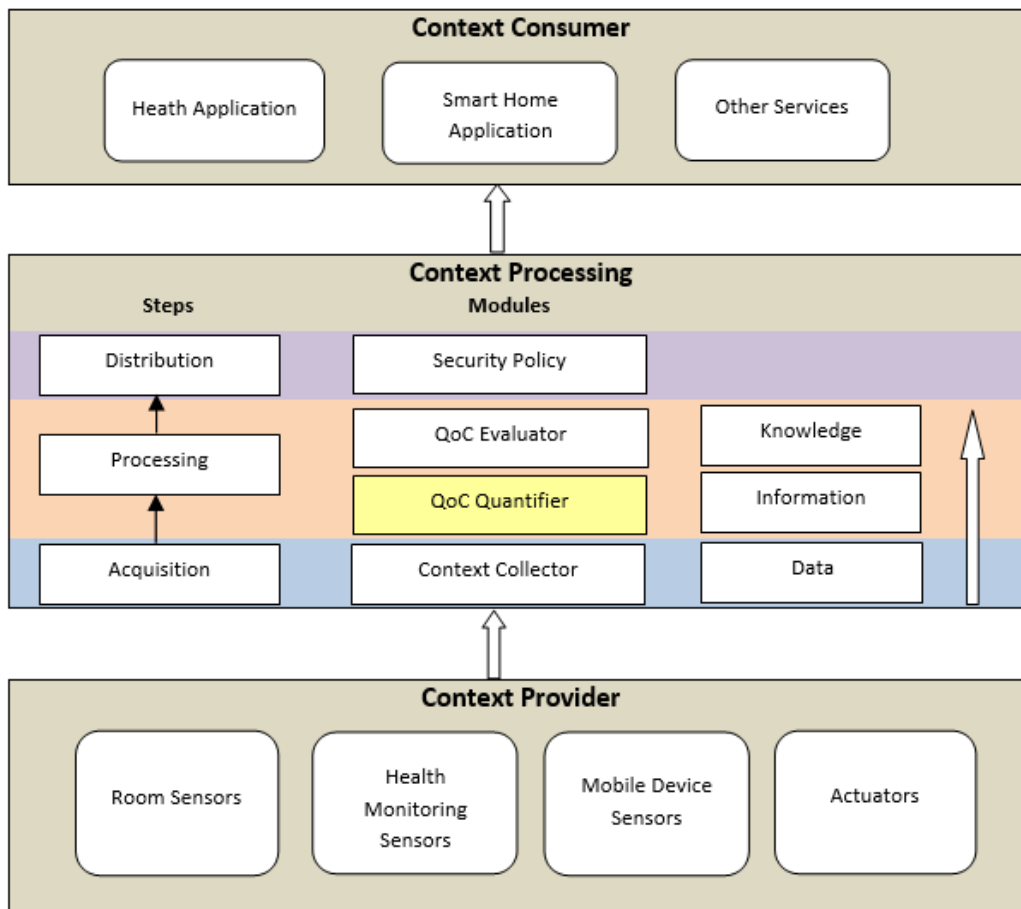 Context Consumer
Heath Application
Smart Home
Application
Other Services
Context Processing
Steps
Modules
Distribution
Security Policy
Processing
QoC Evaluator
Knowledge
QoC Quantifier
Information
Acquisition
Context Collector
Data
Context Provider
Room Sensors
Health
Monitoring
Sensors
Mobile Device
Sensors
Actuators